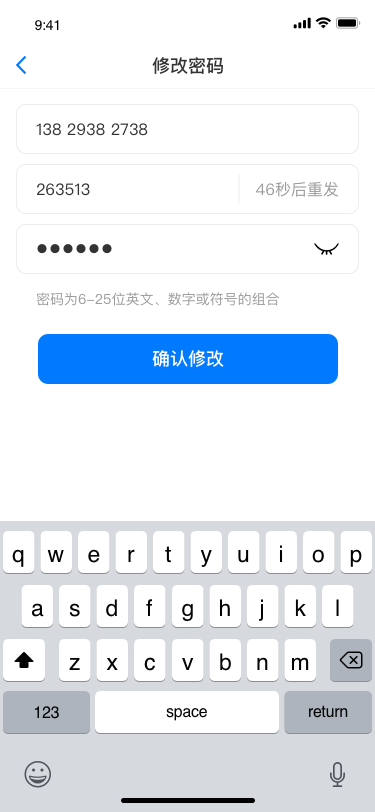 9:41
修改密码
138 2938 2738
263513 46秒后重发
●●●●●●
密码为6-25位英文、数字或符号的组合
确认修改
q w e r t y u i o p
a s d f g h j k l
z x c v b n m
123 space return